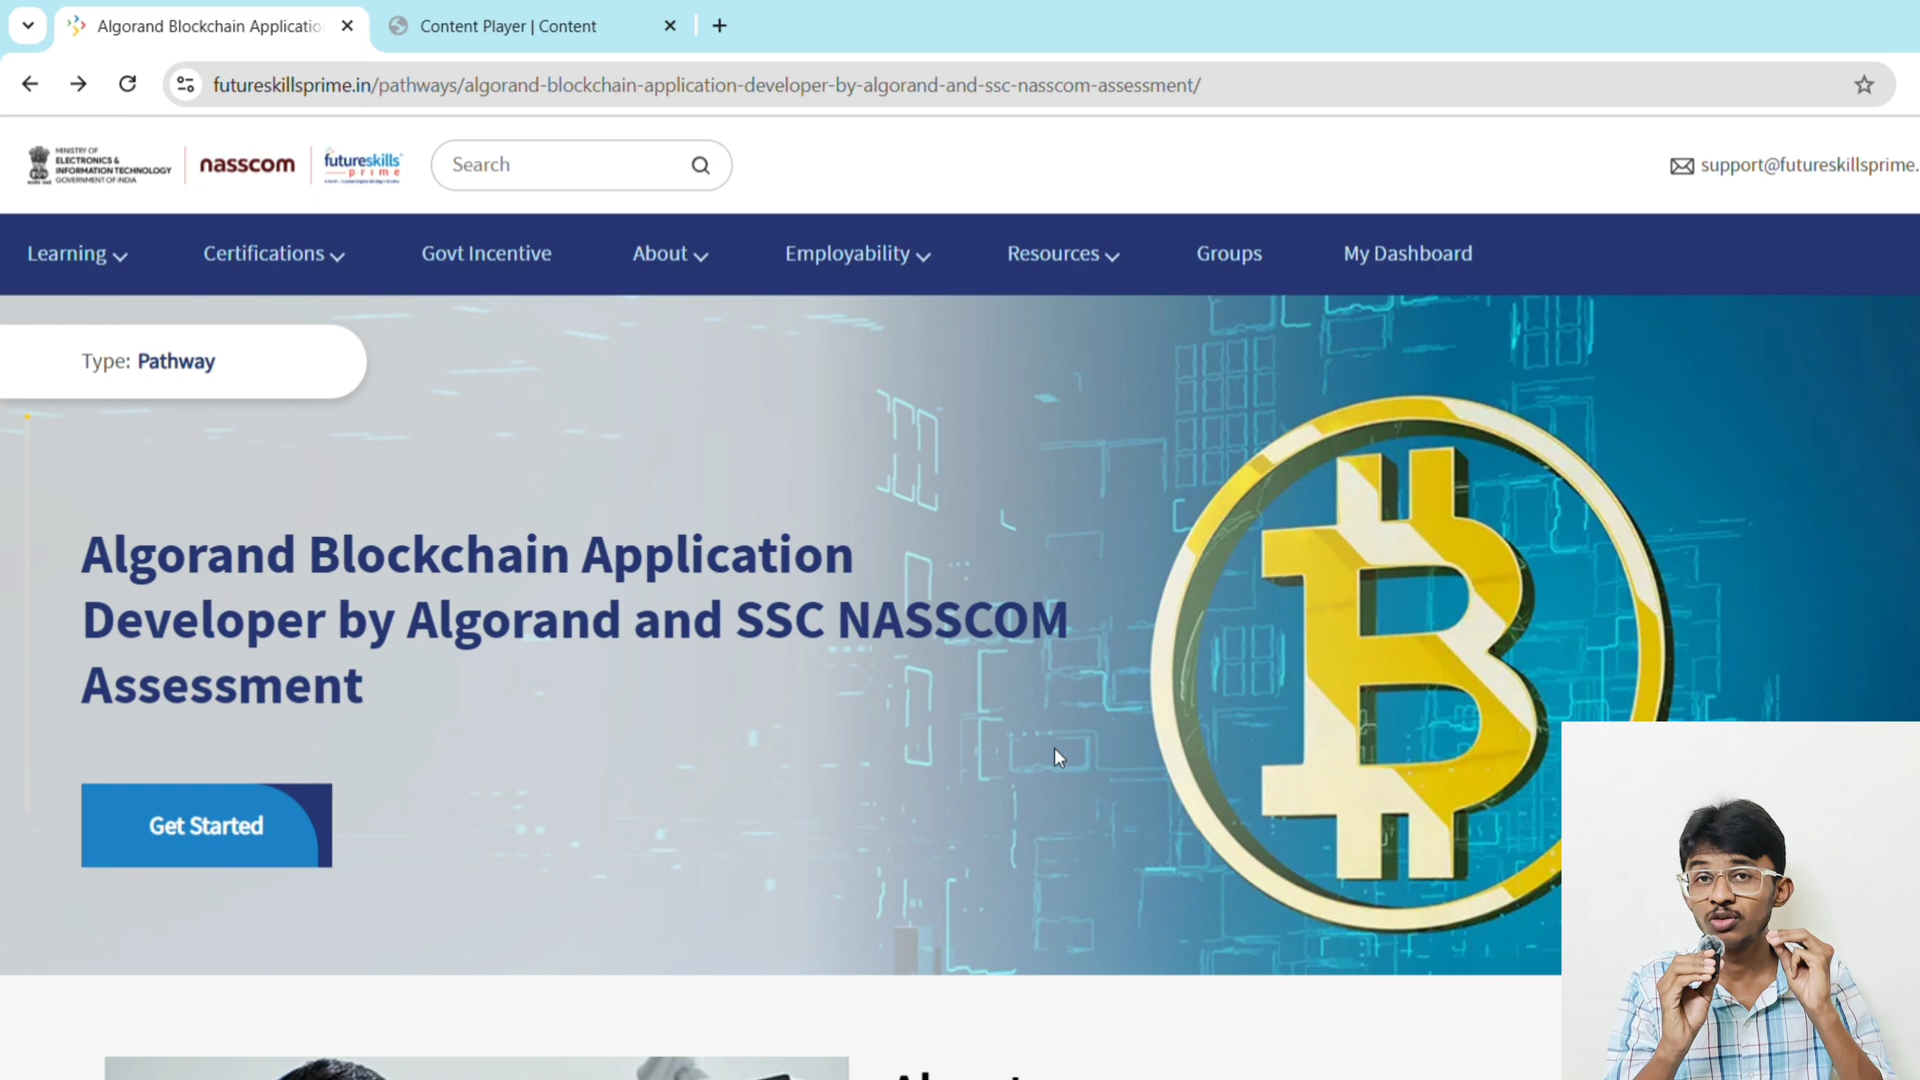 Algorand Blockchain Applicatio
Content Player | Content
futureskillsprime.in/pathways/algorand-blockchain-application-developer-by-algorand-and-ssc-nasscom-assessment/
MINISTRY OF
ELECTRONICS &
INFORMATION TECHNOLOGY
GOVERNMENT OF INDIA
nasscom
futureskills
prime
Search
support@futureskillsprime.
Learning
Certifications
Govt Incentive
About
Employability
Resources
Groups
My Dashboard
Type: Pathway
Algorand Blockchain Application
Developer by Algorand and SSC NASSCOM
Assessment
Get Started